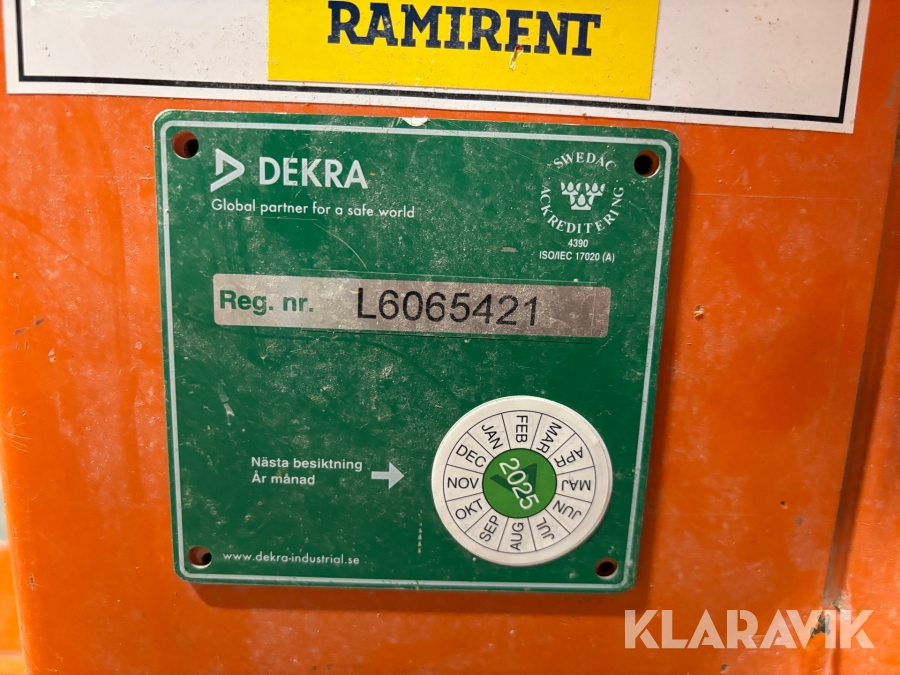 RAMIRENT
DEKRA
Global partner for a safe world
SWEDAC
ACKREDITERING
4390
ISO/IEC 17020 (A)
Reg. nr. L6065421
Nästa besiktning
År månad
JAN FEB MAR APR MAJ JUN JUL AUG SEP OKT NOV DEC
2025
www.dekra-industrial.se
KLARAVIK